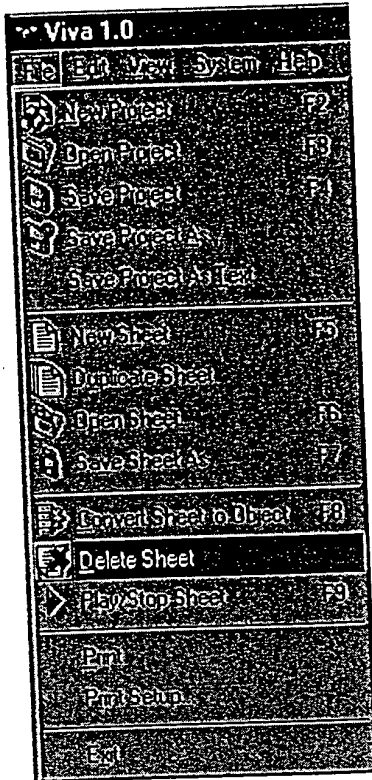 Viva 1.0
File Edit View System Help
New Project F2
Open Project... F3
Save Project F4
Save Project As...
Save Project As Text
New Sheet F5
Duplicate Sheet...
Open Sheet... F6
Save Sheet As... F7
Convert Sheet to Object F8
Delete Sheet
Play/Stop Sheet F9
Print
Print Setup...
Exit